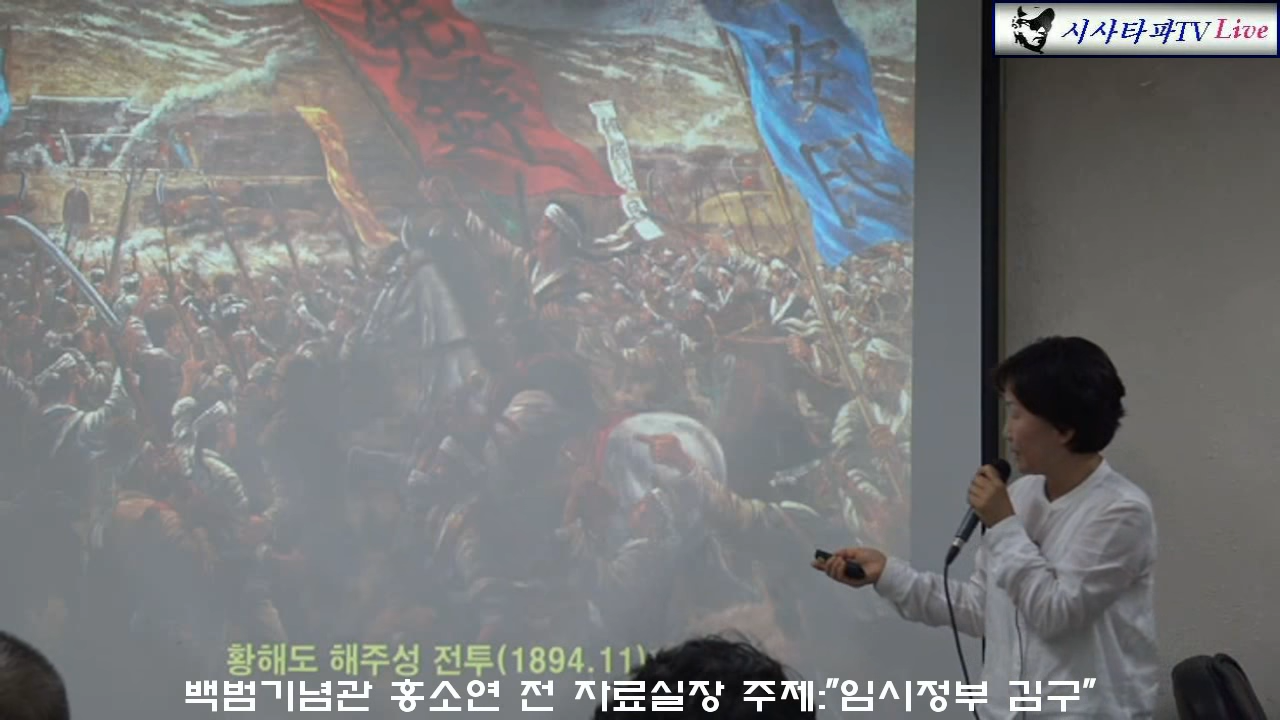 시사타파TV Live
安民
황해도 해주성 전투(1894.11)
백범기념관 홍소연 전 자료실장 주제:"임시정부 김구"